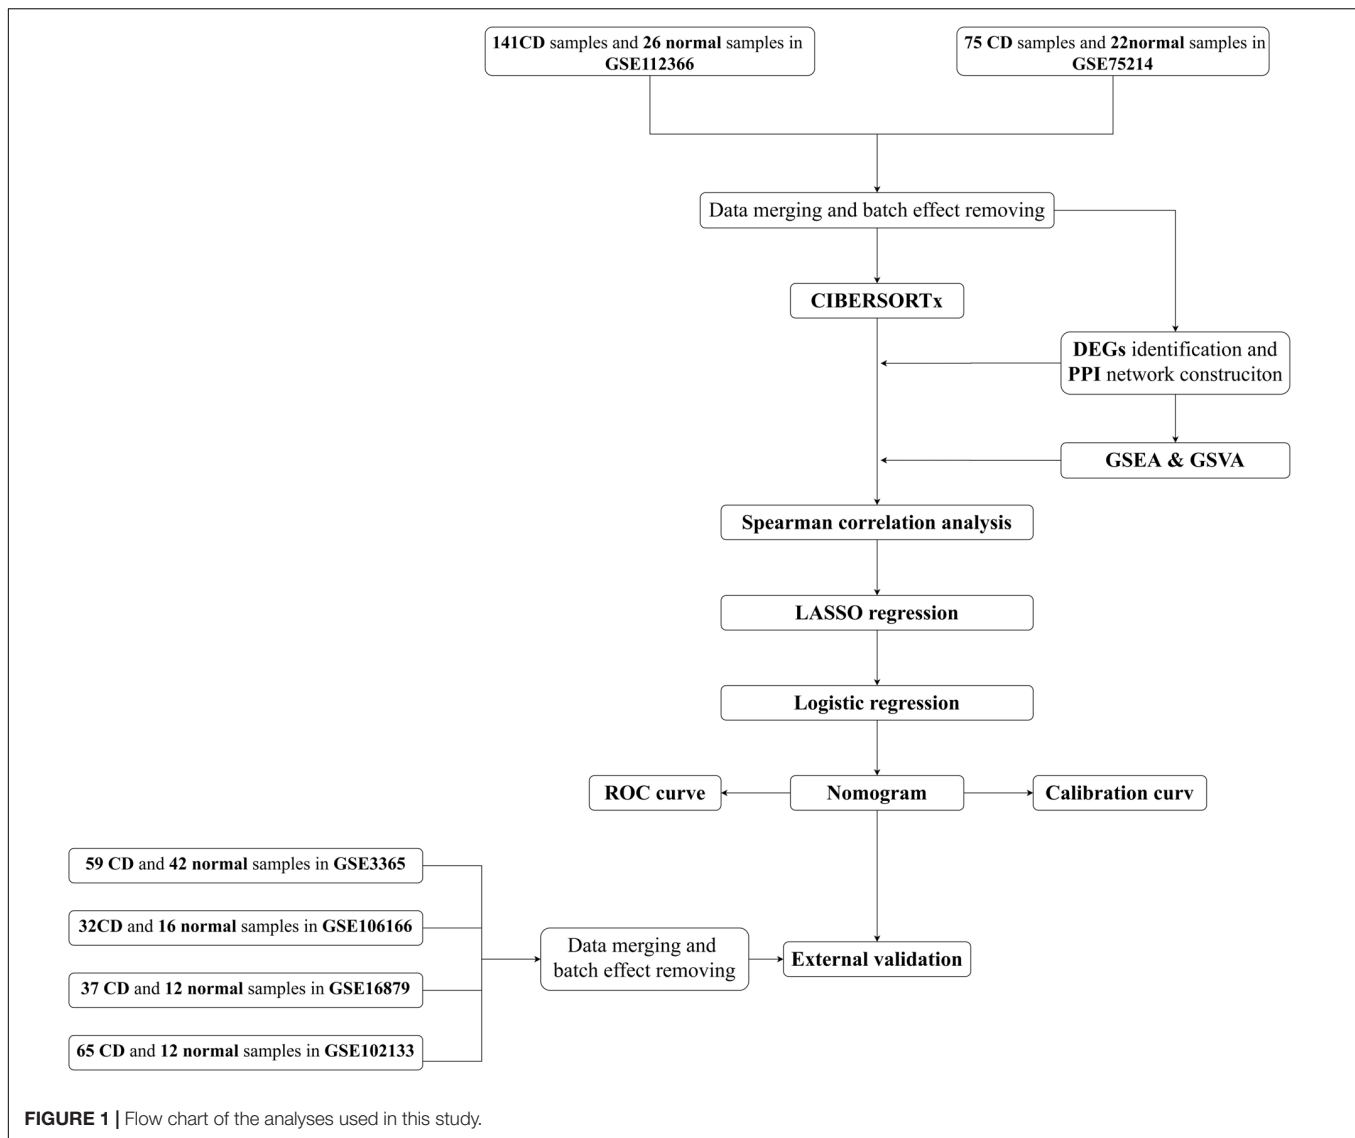 141CD samples and 26 normal samples in
GSE112366
75 CD samples and 22normal samples in
GSE75214
Data merging and batch effect removing
CIBERSORTx
DEGs identification and
PPI network construciton
GSEA & GSVA
Spearman correlation analysis
LASSO regression
Logistic regression
ROC curve
Nomogram
Calibration curv
59 CD and 42 normal samples in GSE3365
32CD and 16 normal samples in GSE106166
37 CD and 12 normal samples in GSE16879
65 CD and 12 normal samples in GSE102133
Data merging and
batch effect removing
External validation
FIGURE 1 | Flow chart of the analyses used in this study.